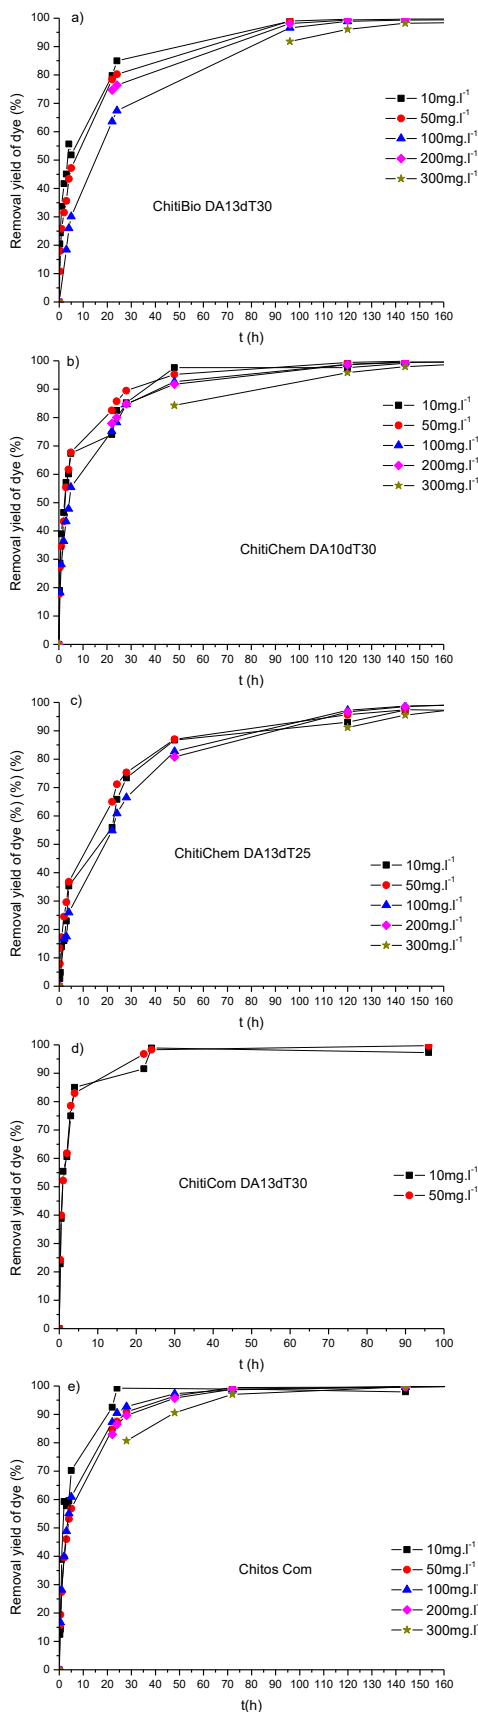 a)
100
90
80
70
60
50
40
30
20
10
0
Removal yield of dye (%)
10mg.l⁻¹
50mg.l⁻¹
100mg.l⁻¹
200mg.l⁻¹
300mg.l⁻¹
ChitiBio DA13dT30
0 10 20 30 40 50 60 70 80 90 100 110 120 130 140 150 160
t (h)
b)
100
90
80
70
60
50
40
30
20
10
0
Removal yield of dye (%)
10mg.l⁻¹
50mg.l⁻¹
100mg.l⁻¹
200mg.l⁻¹
300mg.l⁻¹
ChitiChem DA10dT30
0 10 20 30 40 50 60 70 80 90 100 110 120 130 140 150 160
t (h)
c)
100
90
80
70
60
50
40
30
20
10
0
Removal yield of dye (%) (%) (%)
ChitiChem DA13dT25
10mg.l⁻¹
50mg.l⁻¹
100mg.l⁻¹
200mg.l⁻¹
300mg.l⁻¹
0 10 20 30 40 50 60 70 80 90 100 110 120 130 140 150 160
t (h)
d)
100
90
80
70
60
50
40
30
20
10
0
Removal yield of dye (%)
10mg.l⁻¹
50mg.l⁻¹
ChitiCom DA13dT30
0 10 20 30 40 50 60 70 80 90 100
t (h)
e)
100
90
80
70
60
50
40
30
20
10
0
Removal yield of dye (%)
Chitos Com
10mg.l⁻¹
50mg.l⁻¹
100mg.l⁻
200mg.l⁻
300mg.l⁻
0 10 20 30 40 50 60 70 80 90 100 110 120 130 140 150 160
t(h)